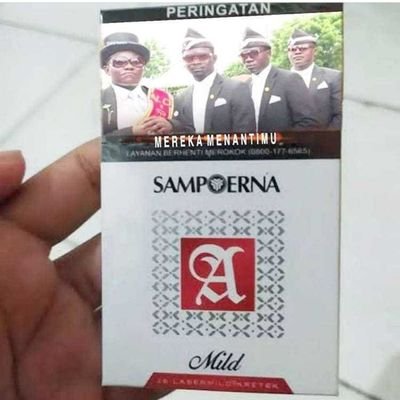 PERINGATAN
MEREKA MENANTIMU
LAYANAN BERHENTI MEROKOK (0800-177-6565)
SAMPOERNA
A
Mild